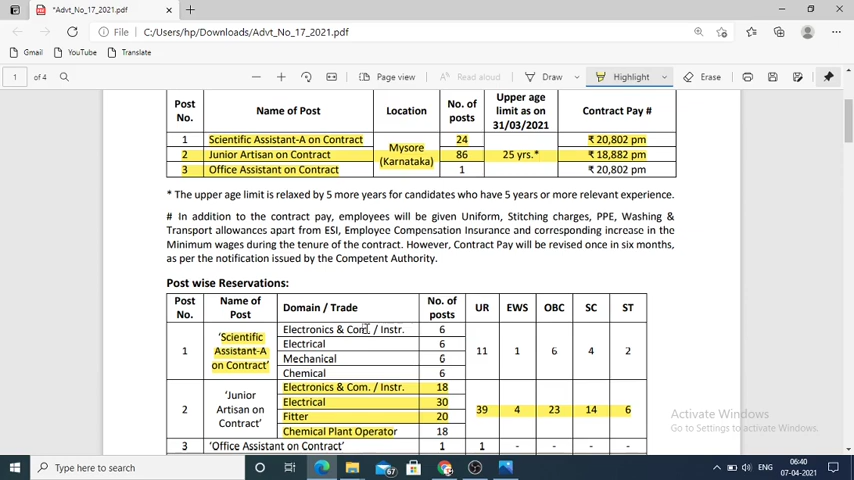 *Advt_No_17_2021.pdf
File C:/Users/hp/Downloads/Advt_No_17_2021.pdf
Gmail YouTube Translate
1 of 4 Page view Read aloud Draw Highlight Erase
Post No. Name of Post Location No. of posts Upper age limit as on 31/03/2021 Contract Pay #
1 Scientific Assistant-A on Contract Mysore (Karnataka) 24 25 yrs.* ₹ 20,802 pm
2 Junior Artisan on Contract 86 ₹ 18,882 pm
3 Office Assistant on Contract 1 ₹ 20,802 pm
* The upper age limit is relaxed by 5 more years for candidates who have 5 years or more relevant experience.
# In addition to the contract pay, employees will be given Uniform, Stitching charges, PPE, Washing &
Transport allowances apart from ESI, Employee Compensation Insurance and corresponding increase in the
Minimum wages during the tenure of the contract. However, Contract Pay will be revised once in six months,
as per the notification issued by the Competent Authority.
Post wise Reservations:
Post No. Name of Post Domain / Trade No. of posts UR EWS OBC SC ST
1 'Scientific Assistant-A on Contract' Electronics & Com. / Instr. 6 11 1 6 4 2
Electrical 6
Mechanical 6
Chemical 6
2 'Junior Artisan on Contract' Electronics & Com. / Instr. 18 39 4 23 14 6
Electrical 30
Fitter 20
Chemical Plant Operator 18
3 'Office Assistant on Contract' 1 1 - - - -
Activate Windows
Go to Settings to activate Windows.
Type here to search
67
ENG
06:40
07-04-2021